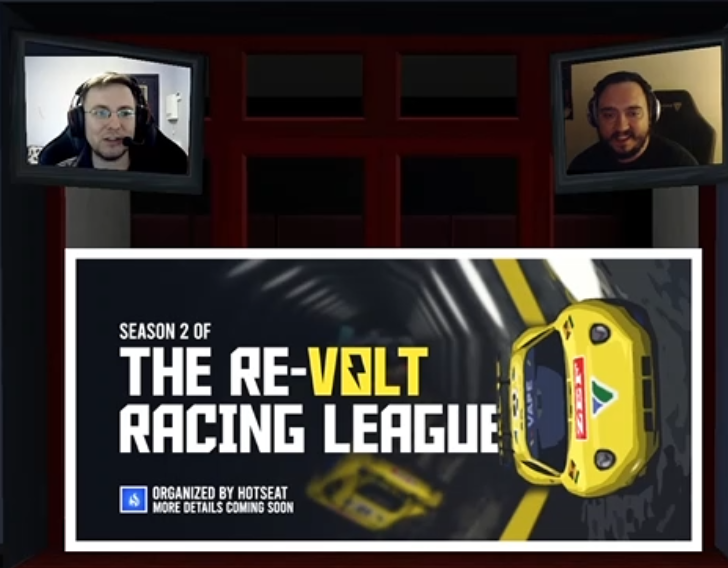 SEASON 2 OF
THE RE-VOLT
RACING LEAGUE
ORGANIZED BY HOTSEAT
MORE DETAILS COMING SOON